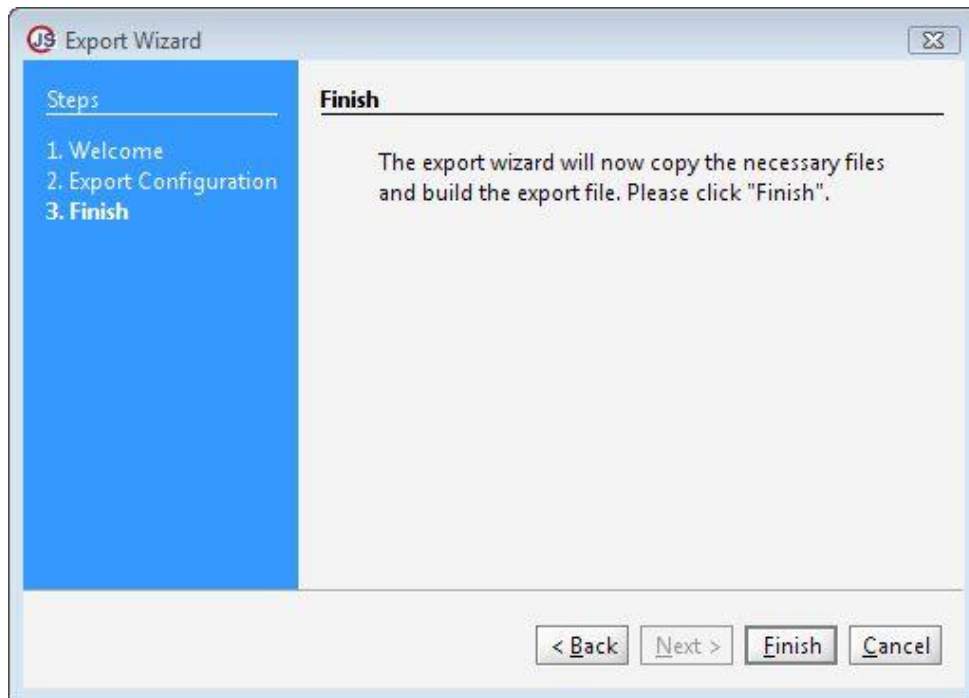 JS Export Wizard
Steps
1. Welcome
2. Export Configuration
3. Finish
Finish
The export wizard will now copy the necessary files
and build the export file. Please click "Finish".
< Back Next > Finish Cancel